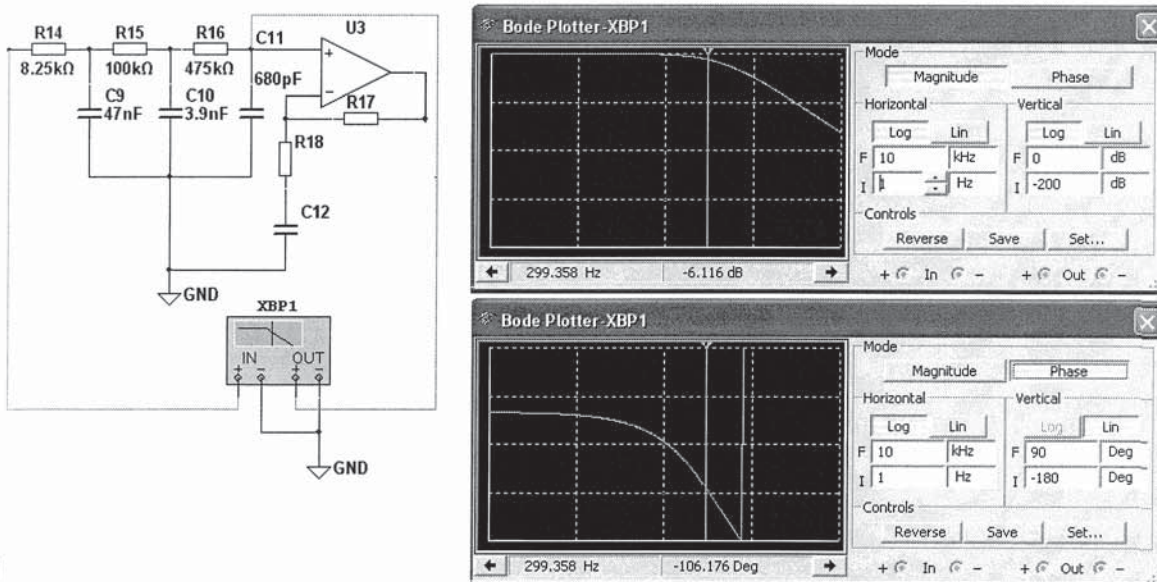 R14
8.25kΩ
R15
100kΩ
R16
475kΩ
C11
680pF
C9
47nF
C10
3.9nF
U3
+
−
R17
R18
C12
GND
XBP1
IN
OUT
+ − + −
GND
Bode Plotter-XBP1
Mode
Magnitude Phase
Horizontal Vertical
Log Lin Log Lin
F 10 kHz F 0 dB
I 1 Hz I -200 dB
Controls
Reverse Save Set...
299.358 Hz -6.116 dB
+ In − + Out −
Bode Plotter-XBP1
Mode
Magnitude Phase
Horizontal Vertical
Log Lin Log Lin
F 10 kHz F 90 Deg
I 1 Hz I -180 Deg
Controls
Reverse Save Set...
299.358 Hz -106.176 Deg
+ In − + Out −